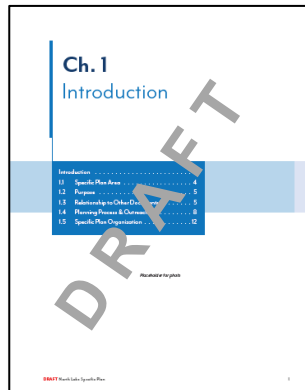 Ch. 1
Introduction
Introduction . . . . . . . . . . . . . . . . . . . .
1.1 Specific Plan Area . . . . . . . . . . . . . . 4
1.2 Purpose . . . . . . . . . . . . . . . . . . 5
1.3 Relationship to Other . . . . 5
1.4 Planning Process & Outreach . . . . . . . 8
1.5 Specific Plan Organization . . . . . . . . . 12
DRAFT
Placeholder for photo
DRAFT North Lake Specific Plan